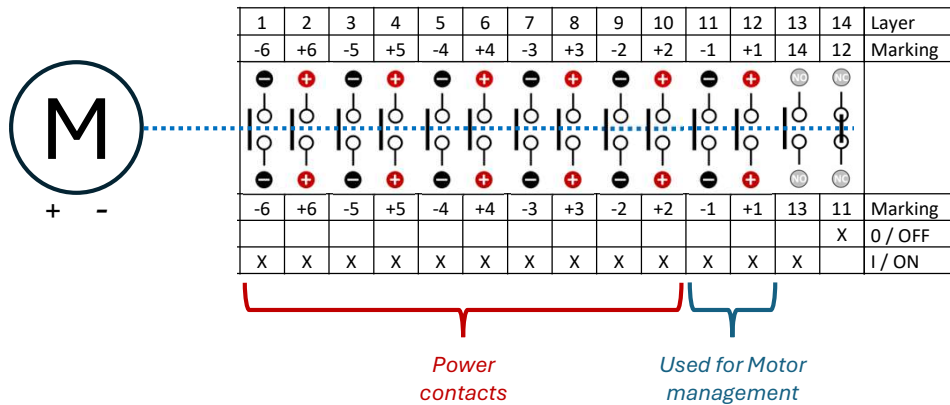 1 2 3 4 5 6 7 8 9 10 11 12 13 14 Layer
-6 +6 -5 +5 -4 +4 -3 +3 -2 +2 -1 +1 14 12 Marking
− + − + − + − + − + − + NO NC
M
− + − + − + − + − + − + NO NC
+ -
-6 +6 -5 +5 -4 +4 -3 +3 -2 +2 -1 +1 13 11 Marking
X 0 / OFF
X X X X X X X X X X X X X I / ON
Power
contacts
Used for Motor
management